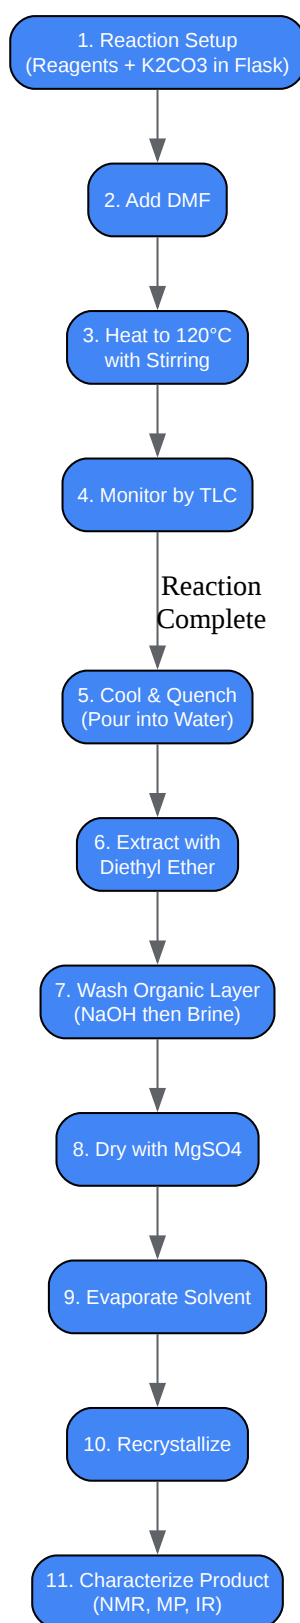 1. Reaction Setup
(Reagents + K2CO3 in Flask)
2. Add DMF
3. Heat to 120°C
with Stirring
4. Monitor by TLC
Reaction
Complete
5. Cool & Quench
(Pour into Water)
6. Extract with
Diethyl Ether
7. Wash Organic Layer
(NaOH then Brine)
8. Dry with MgSO4
9. Evaporate Solvent
10. Recrystallize
11. Characterize Product
(NMR, MP, IR)